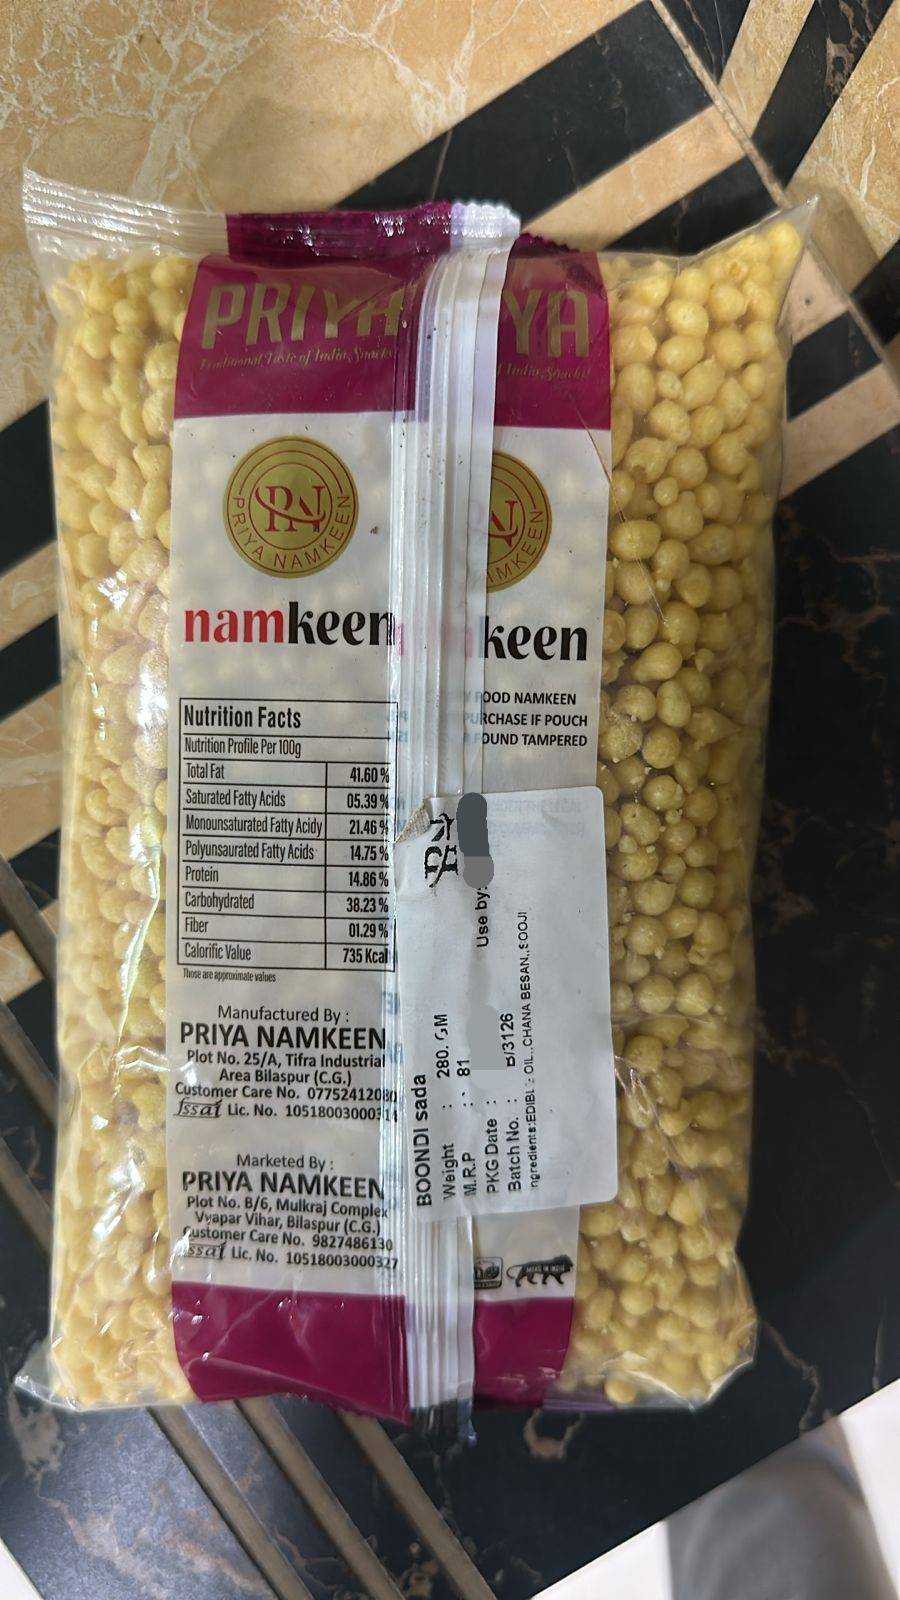 PRIYA
Traditional Taste of India, Snacks
YA
India, Snacks
PN
PRIYA NAMKEEN
namkeen
keen
FOOD NAMKEEN
PURCHASE IF POUCH
FOUND TAMPERED
Nutrition Facts
Nutrition Profile Per 100g
Total Fat 41.60 %
Saturated Fatty Acids 05.39 %
Monounsaturated Fatty Acidy 21.46 %
Polyunsaurated Fatty Acids 14.75 %
Protein 14.86 %
Carbohydrated 38.23 %
Fiber 01.29 %
Calorific Value 735 Kcal
Those are approximate values
Manufactured By :
PRIYA NAMKEEN
Plot No. 25/A, Tifra Industrial
Area Bilaspur (C.G.)
Customer Care No. 07752412080
fssai Lic. No.
Marketed By :
PRIYA NAMKEEN
Plot No. B/6, Mulkraj Complex
Vyapar Vihar, Bilaspur (C.G.)
Customer Care No. 9827486130
fssai Lic. No. 10518003000327
BOONDI sada
Weight : 280. GM
M.R.P : 81
PKG Date : Use by:
Batch No. : B/3126
Ingredients:EDIBLE OIL.,CHANA BESAN.,SOOJI